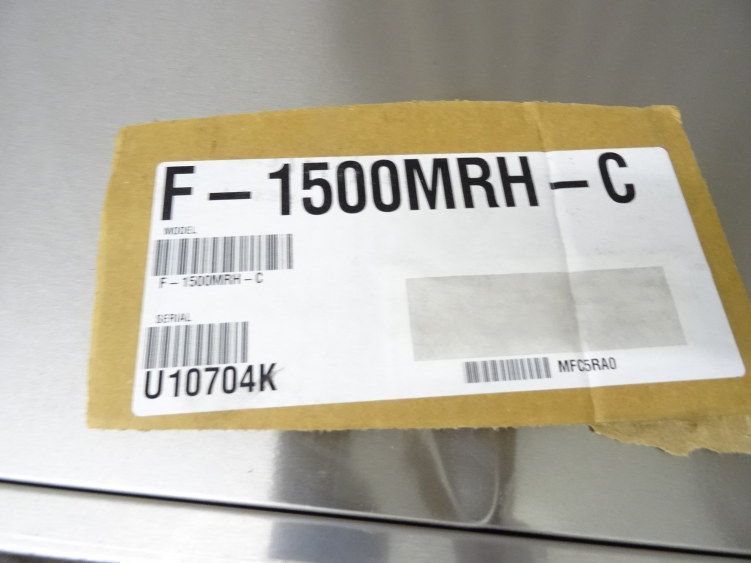 F-1500MRH-C
MODEL
F-1500MRH-C
SERIAL
U10704K
MFC5RA0